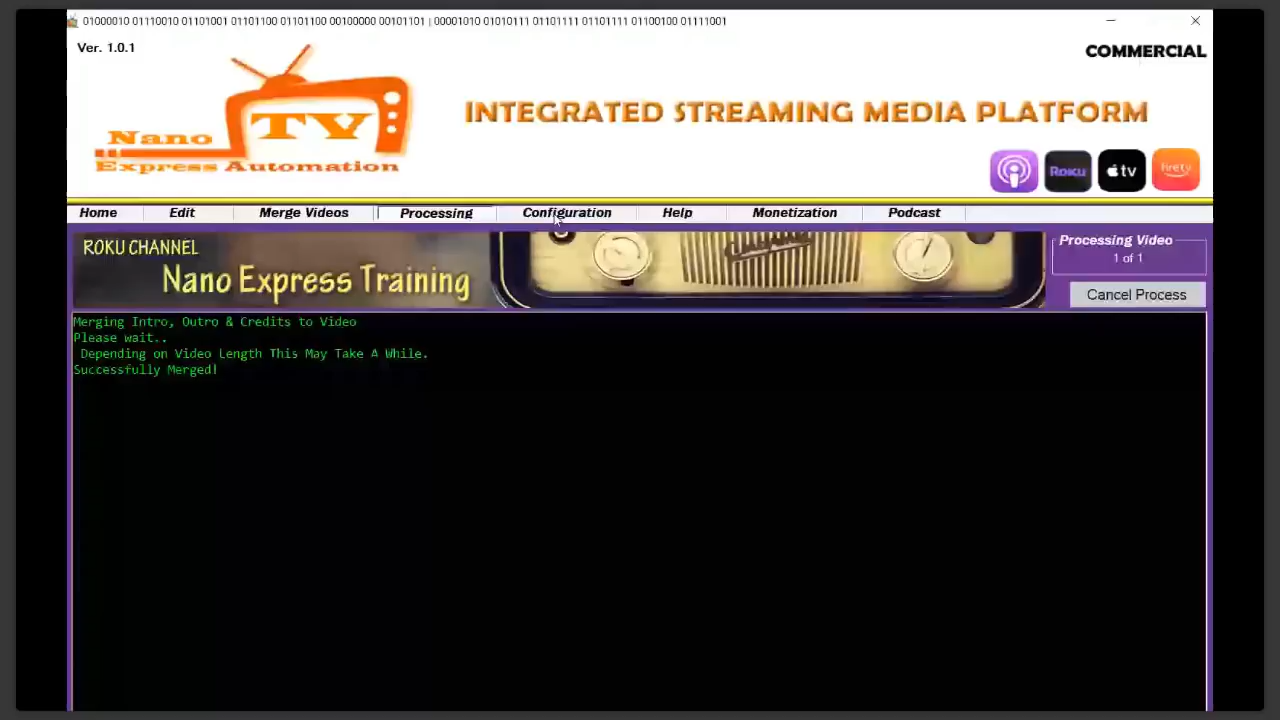 01000010 01110010 01101001 01101100 01101100 00100000 00101101 | 00001010 01010111 01101111 01101111 01100100 01111001
Ver. 1.0.1
COMMERCIAL
Nano TV
Express Automation
INTEGRATED STREAMING MEDIA PLATFORM
Roku
tv
firetv
Home Edit Merge Videos Processing Configuration Help Monetization Podcast
ROKU CHANNEL
Nano Express Training
Processing Video
1 of 1
Cancel Process
Merging Intro, Outro & Credits to Video
Please wait..
Depending on Video Length This May Take A While.
Successfully Merged!